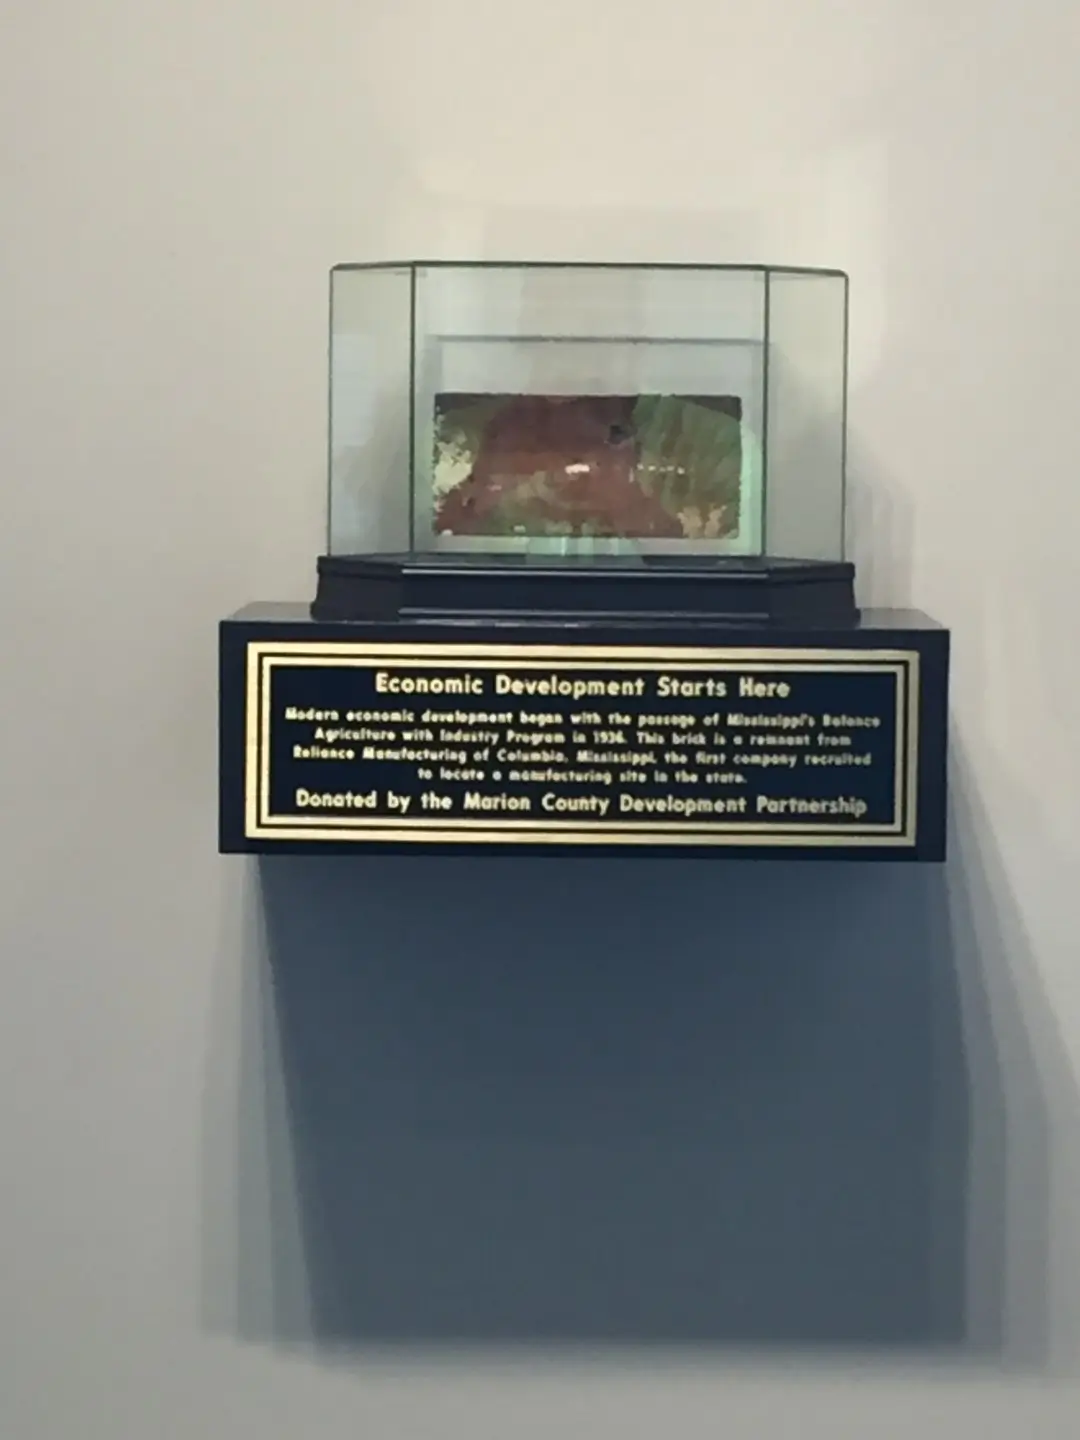 Economic Development Starts Here
Modern economic development began with the passage of Mississippi's Balance
Agriculture with Industry Program in 1936. This brick is a remnant from
Reliance Manufacturing of Columbia, Mississippi, the first company recruited
to locate a manufacturing site in the state.
Donated by the Marion County Development Partnership